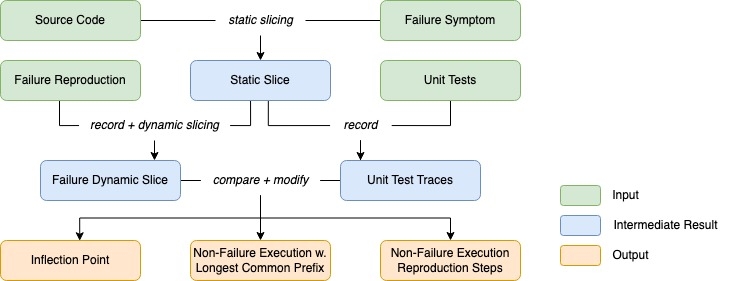 Source Code
static slicing
Failure Symptom
Failure Reproduction
Static Slice
Unit Tests
record + dynamic slicing
record
Failure Dynamic Slice
compare + modify
Unit Test Traces
Input
Intermediate Result
Output
Inflection Point
Non-Failure Execution w.
Longest Common Prefix
Non-Failure Execution
Reproduction Steps